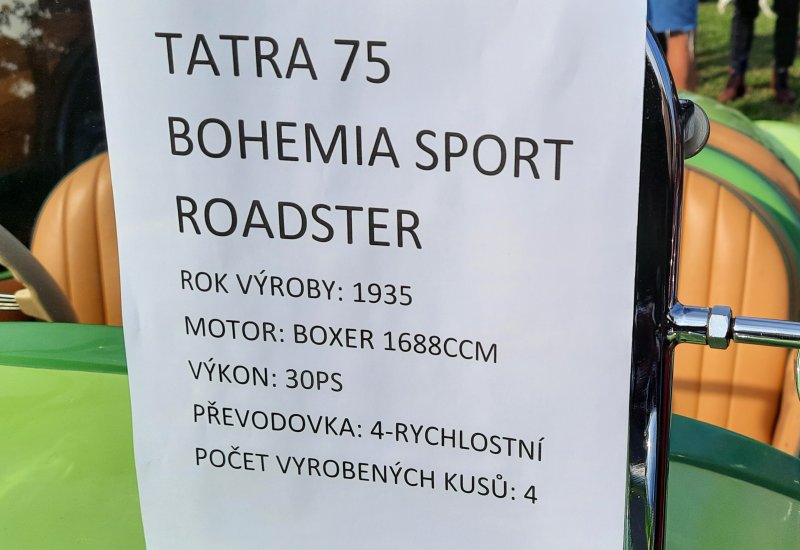 TATRA 75
BOHEMIA SPORT
ROADSTER
ROK VÝROBY: 1935
MOTOR: BOXER 1688CCM
VÝKON: 30PS
PŘEVODOVKA: 4-RYCHLOSTNÍ
POČET VYROBENÝCH KUSŮ: 4